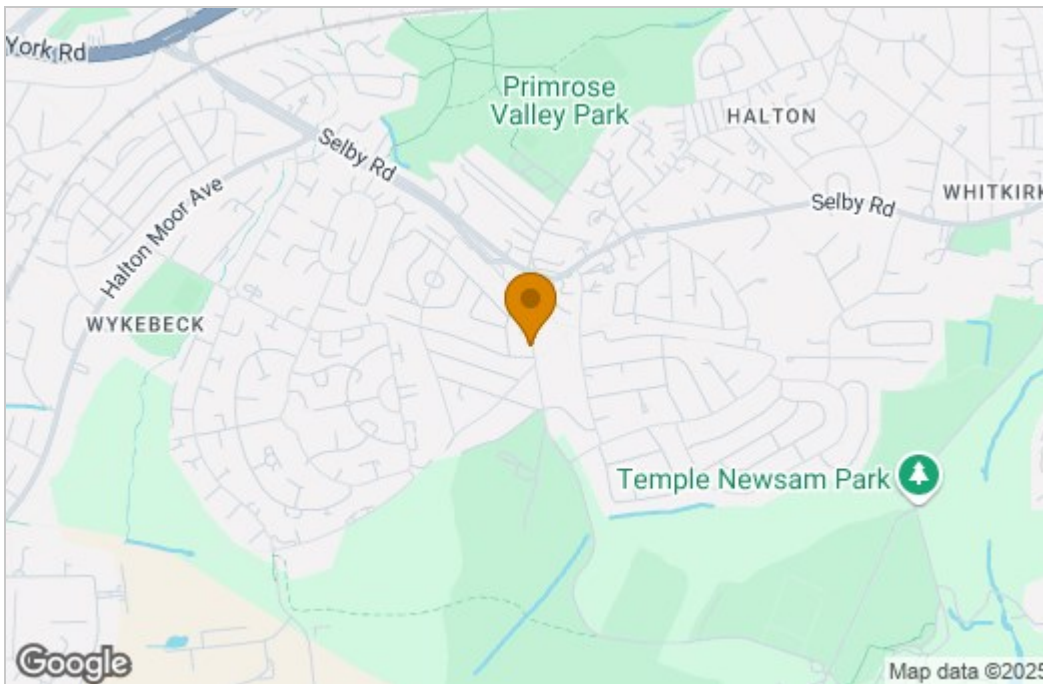 York Rd
Primrose
Valley Park
HALTON
Selby Rd
WHITKIRK
Selby Rd
Halton Moor Ave
WYKEBECK
Temple Newsam Park
Google
Map data ©2025